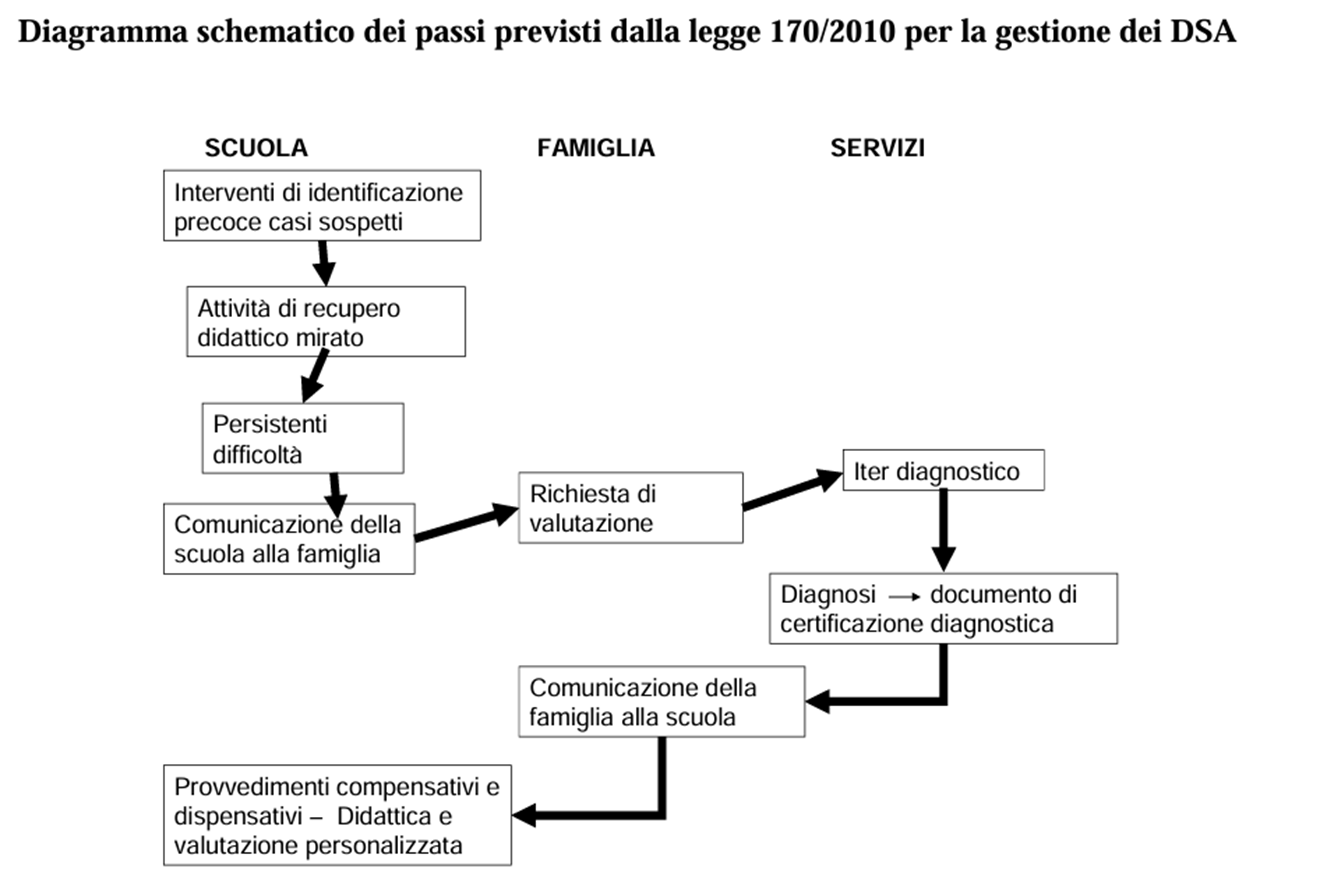 Diagramma schematico dei passi previsti dalla legge 170/2010 per la gestione dei DSA
SCUOLA
FAMIGLIA
SERVIZI
Interventi di identificazione
precoce casi sospetti
Attività di recupero
didattico mirato
Persistenti
difficoltà
Comunicazione della
scuola alla famiglia
Richiesta di
valutazione
Iter diagnostico
Diagnosi → documento di
certificazione diagnostica
Comunicazione della
famiglia alla scuola
Provvedimenti compensativi e
dispensativi – Didattica e
valutazione personalizzata